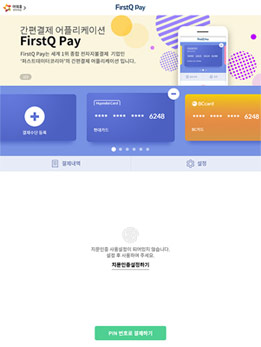 FirstQ Pay
간편결제 어플리케이션
FirstQ Pay
FirstQ Pay는 세계 1위 종합 전자지불결제 기업인
'퍼스트데이터코리아'의 간편결제 어플리케이션 입니다.
HyundaiCard
BCcard
**** **** **** 6248
**** **** **** 6248
결제수단 등록
현대카드
BC카드
결제내역
설정
지문인증 사용설정이 되어있지 않습니다.
설정 후 사용하여 주세요.
지문인증설정하기
PIN 번호로 결제하기